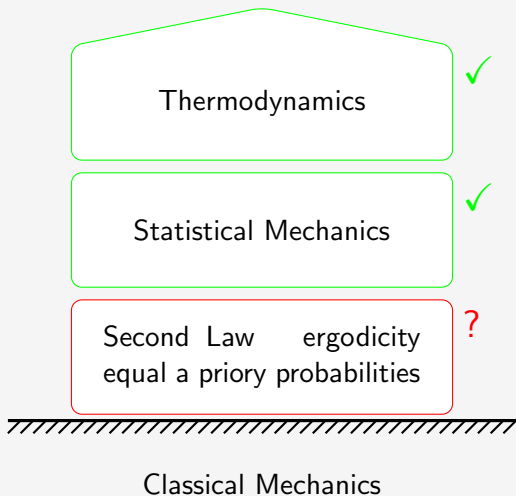 Thermodynamics
Statistical Mechanics
?
Second Law ergodicity
equal a priory probabilities
Classical Mechanics